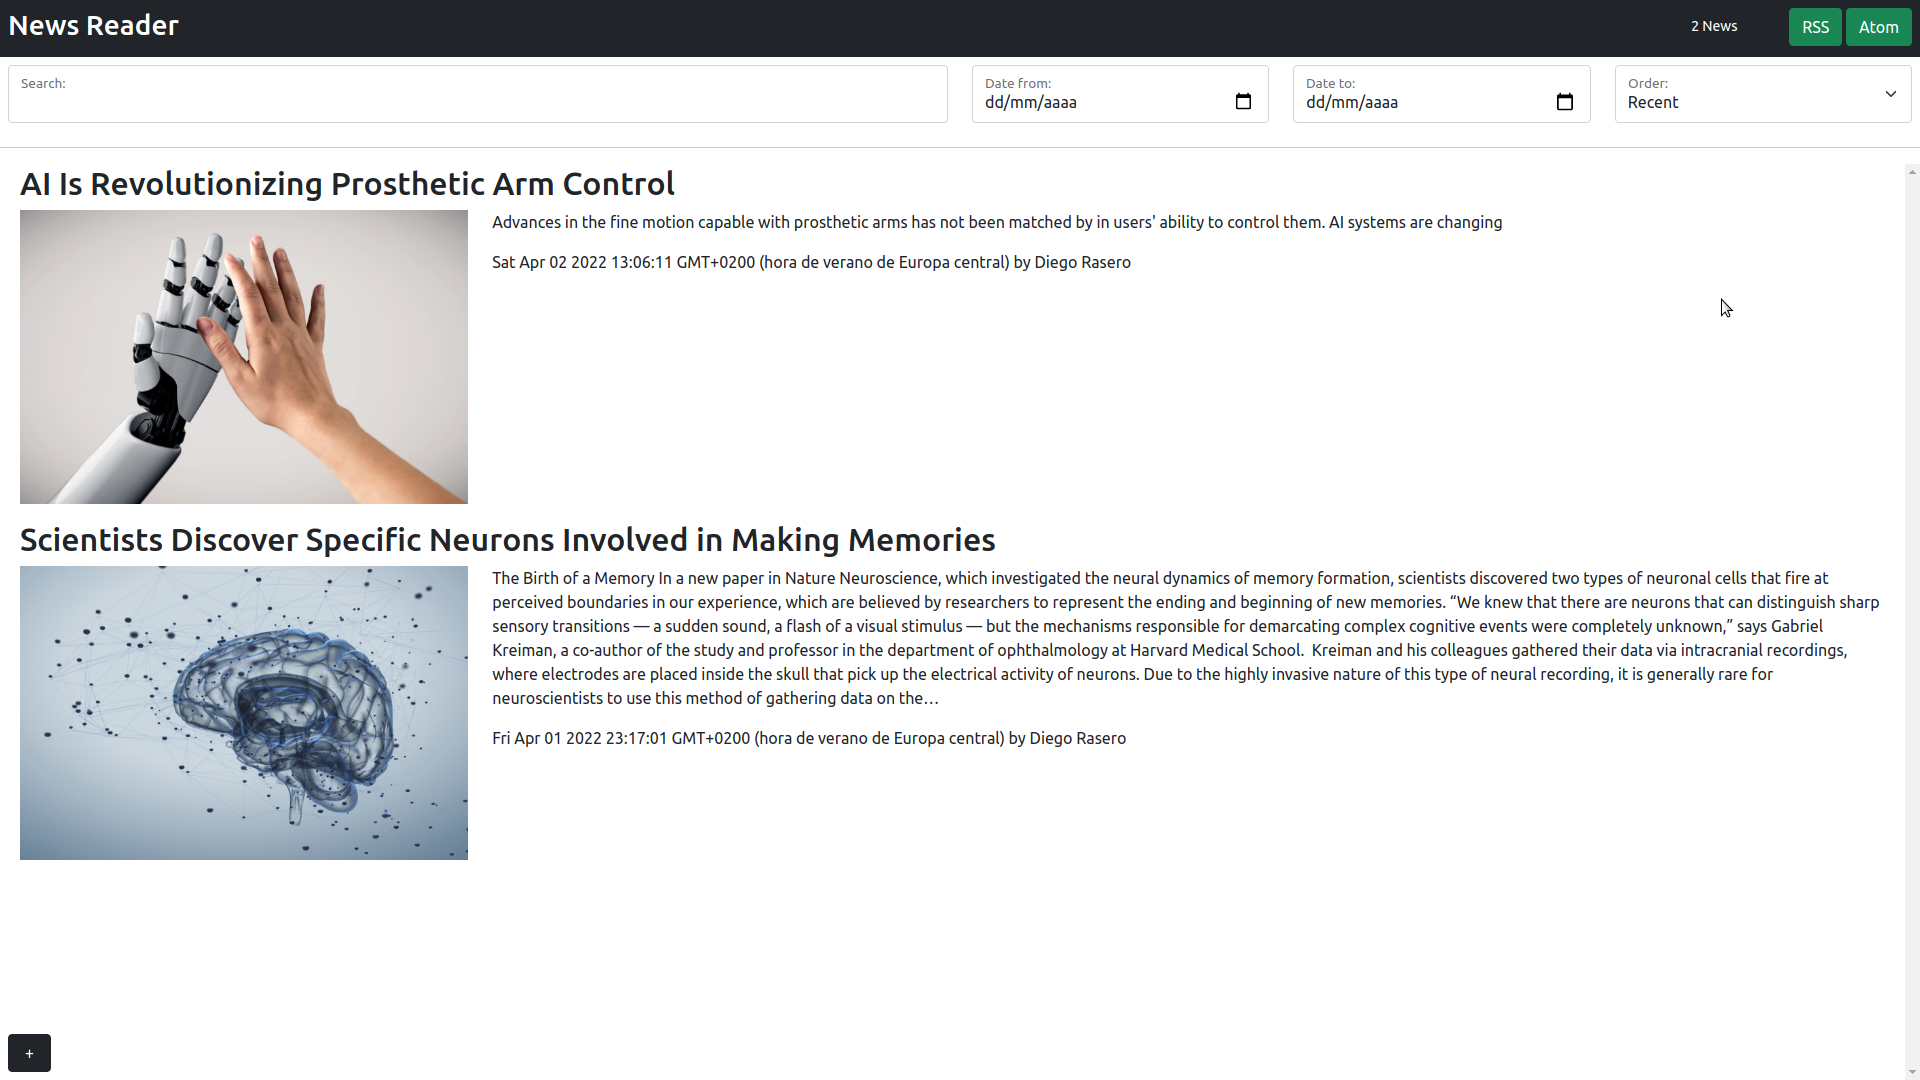 News Reader
2 News
RSS
Atom
Search:
Date from:
dd/mm/aaaa
Date to:
dd/mm/aaaa
Order:
Recent
AI Is Revolutionizing Prosthetic Arm Control
Advances in the fine motion capable with prosthetic arms has not been matched by in users' ability to control them. AI systems are changing
Sat Apr 02 2022 13:06:11 GMT+0200 (hora de verano de Europa central) by Diego Rasero
Scientists Discover Specific Neurons Involved in Making Memories
The Birth of a Memory In a new paper in Nature Neuroscience, which investigated the neural dynamics of memory formation, scientists discovered two types of neuronal cells that fire at
perceived boundaries in our experience, which are believed by researchers to represent the ending and beginning of new memories. “We knew that there are neurons that can distinguish sharp
sensory transitions — a sudden sound, a flash of a visual stimulus — but the mechanisms responsible for demarcating complex cognitive events were completely unknown,” says Gabriel
Kreiman, a co-author of the study and professor in the department of ophthalmology at Harvard Medical School.  Kreiman and his colleagues gathered their data via intracranial recordings,
where electrodes are placed inside the skull that pick up the electrical activity of neurons. Due to the highly invasive nature of this type of neural recording, it is generally rare for
neuroscientists to use this method of gathering data on the…
Fri Apr 01 2022 23:17:01 GMT+0200 (hora de verano de Europa central) by Diego Rasero
+